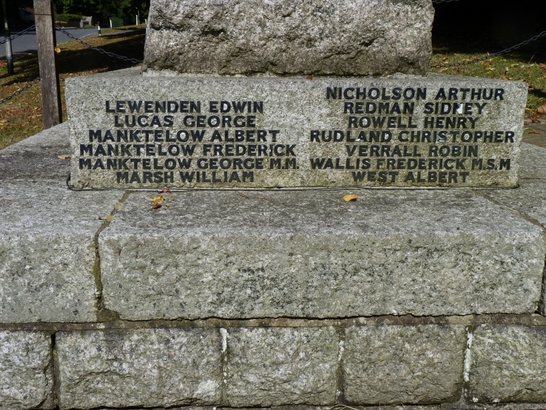 LEWENDEN EDWIN
LUCAS GEORGE
MANKTELOW ALBERT
MANKTELOW FREDERICK
MANKTELOW GEORGE M.M.
MARSH WILLIAM
NICHOLSON ARTHUR
REDMAN SIDNEY
ROWELL HENRY
RUDLAND CHRISTOPHER
VERRALL ROBIN
WALLIS FREDERICK M.S.M
WEST ALBERT